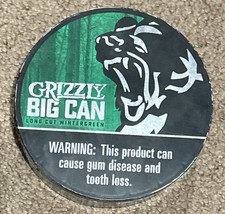 GRIZZLY
BIG CAN
LONG CUT WINTERGREEN
WARNING: This product can
cause gum disease and
tooth loss.